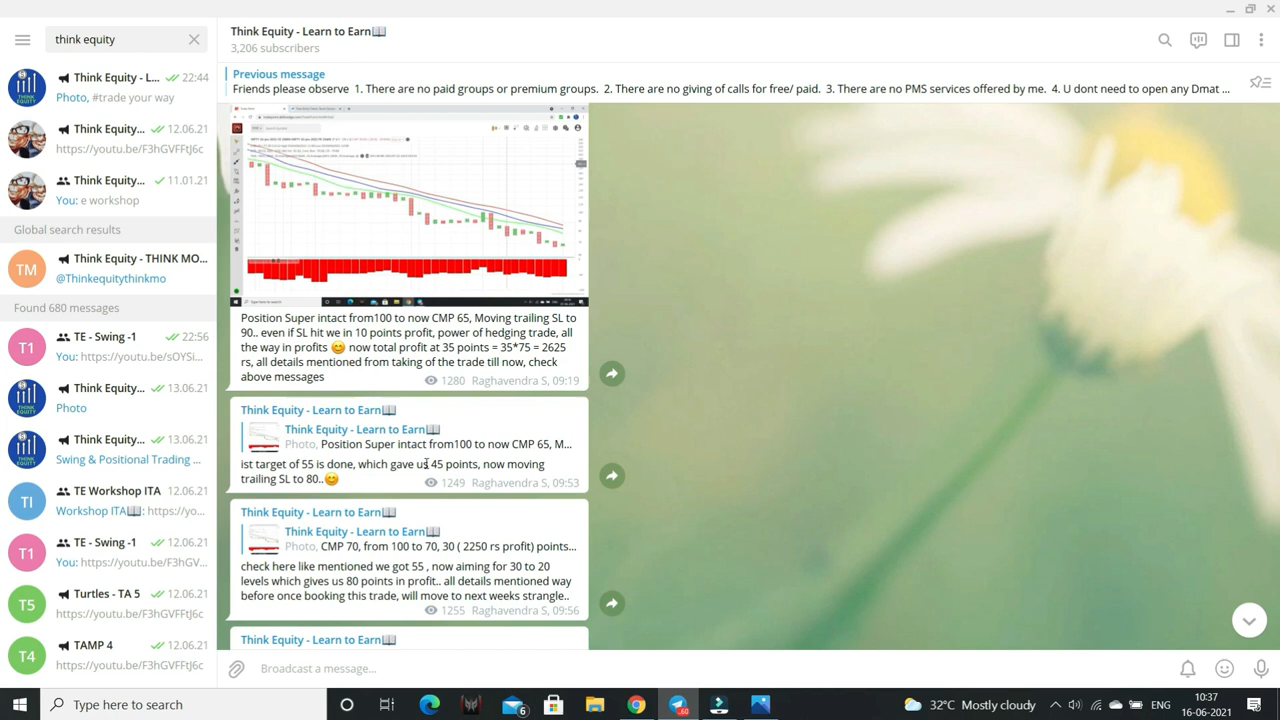 think equity
Think Equity - Learn to Earn
3,206 subscribers
Previous message
Friends please observe 1. There are no paid groups or premium groups. 2. There are no giving of calls for free/ paid. 3. There are no PMS services offered by me. 4. U dont need to open any Dmat ...
Think Equity - L... 22:44
Photo, #trade your way
Think Equity... 12.06.21
https://youtu.be/F3hGVFFtJ6c
Think Equity... 11.01.21
You: e workshop
Global search results
TM Think Equity - THINK MO...
@Thinkequitythinkmo
Found 680 messages
T1 TE - Swing -1 22:56
You: https://youtu.be/sOYSi...
Think Equity... 13.06.21
Photo
Think Equity... 13.06.21
Swing & Positional Trading ...
TI TE Workshop ITA 12.06.21
Workshop ITA: https://yo...
T1 TE - Swing -1 12.06.21
You: https://youtu.be/F3hGV...
T5 Turtles - TA 5 12.06.21
https://youtu.be/F3hGVFFtJ6c
T4 TAMP 4 12.06.21
https://youtu.be/F3hGVFFtJ6c
Position Super intact from100 to now CMP 65, Moving trailing SL to
90.. even if SL hit we in 10 points profit, power of hedging trade, all
the way in profits 😊 now total profit at 35 points = 35*75 = 2625
rs, all details mentioned from taking of the trade till now, check
above messages
1280 Raghavendra S, 09:19
Think Equity - Learn to Earn
Think Equity - Learn to Earn
Photo, Position Super intact from100 to now CMP 65, M...
ist target of 55 is done, which gave us 45 points, now moving
trailing SL to 80..😊
1249 Raghavendra S, 09:53
Think Equity - Learn to Earn
Think Equity - Learn to Earn
Photo, CMP 70, from 100 to 70, 30 ( 2250 rs profit) points...
check here like mentioned we got 55 , now aiming for 30 to 20
levels which gives us 80 points in profit.. all details mentioned way
before once booking this trade, will move to next weeks strangle..
1255 Raghavendra S, 09:56
Think Equity - Learn to Earn
Broadcast a message...
Type here to search
6
60
32°C Mostly cloudy
ENG
10:37
16-06-2021